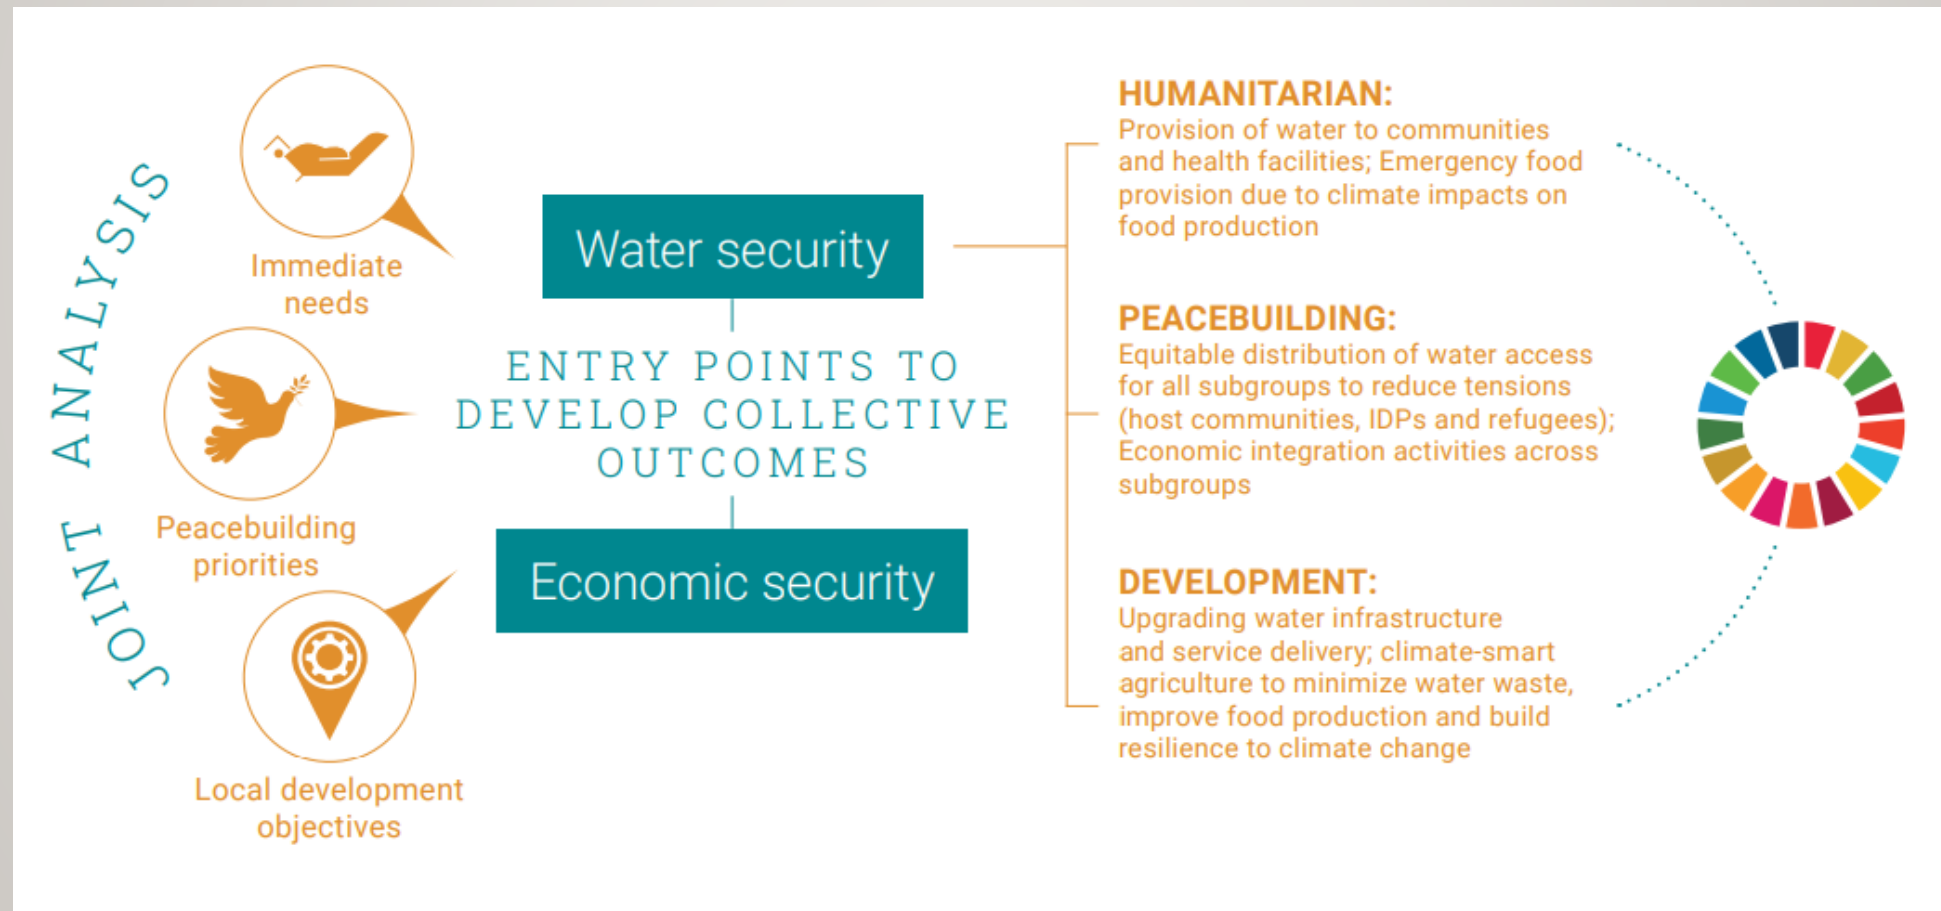 JOINT ANALYSIS
Immediate
needs
Peacebuilding
priorities
Local development
objectives
Water security
ENTRY POINTS TO
DEVELOP COLLECTIVE
OUTCOMES
Economic security
HUMANITARIAN:
Provision of water to communities
and health facilities; Emergency food
provision due to climate impacts on
food production
PEACEBUILDING:
Equitable distribution of water access
for all subgroups to reduce tensions
(host communities, IDPs and refugees);
Economic integration activities across
subgroups
DEVELOPMENT:
Upgrading water infrastructure
and service delivery; climate-smart
agriculture to minimize water waste,
improve food production and build
resilience to climate change